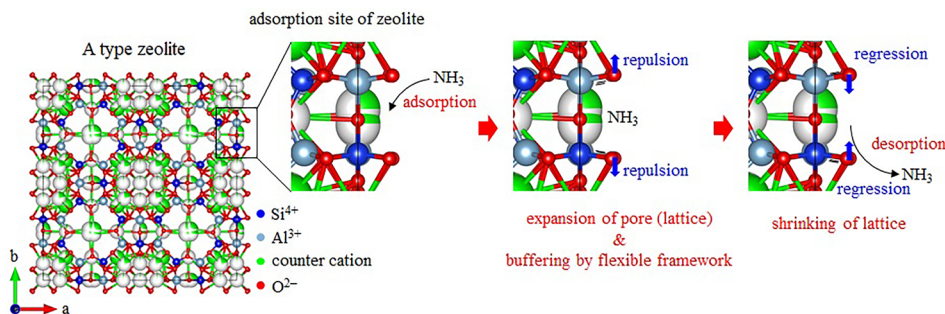 A type zeolite
adsorption site of zeolite
NH3
adsorption
Si4+
Al3+
counter cation
O2−
b
a
repulsion
NH3
repulsion
expansion of pore (lattice)
&
buffering by flexible framework
regression
desorption
NH3
regression
shrinking of lattice